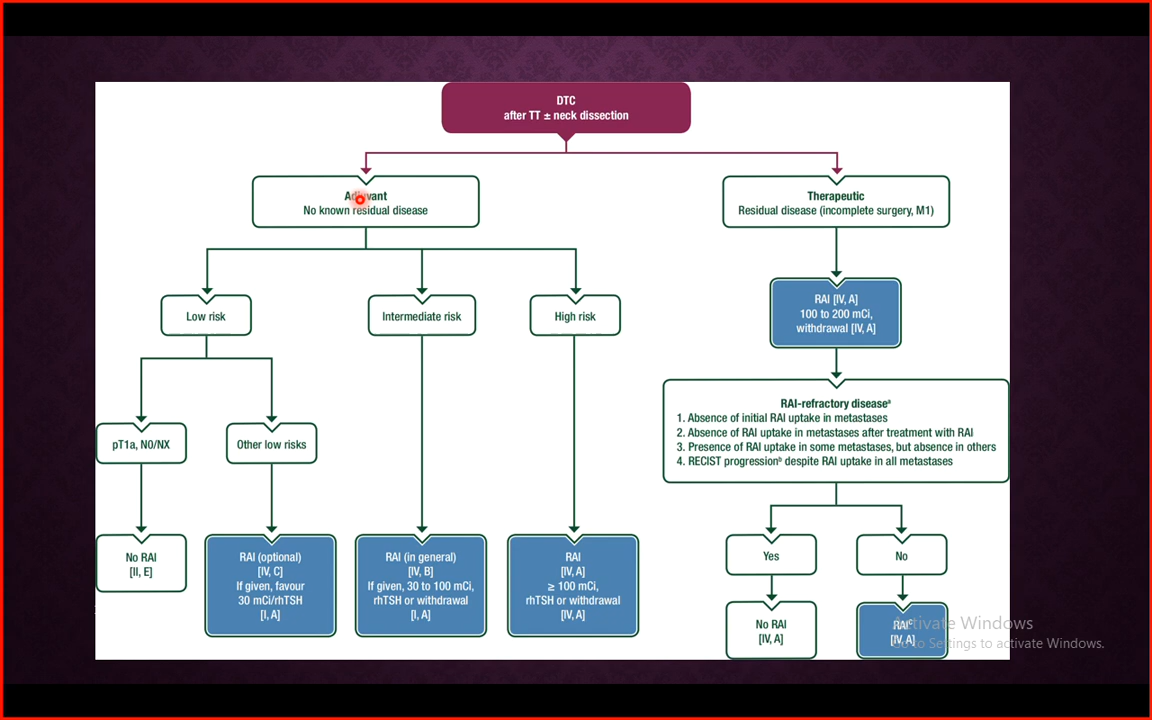 DTC
after TT ± neck dissection
Adjuvant
No known residual disease
Therapeutic
Residual disease (incomplete surgery, M1)
Low risk
Intermediate risk
High risk
RAI [IV, A]
100 to 200 mCi,
withdrawal [IV, A]
RAI-refractory diseaseᵃ
1. Absence of initial RAI uptake in metastases
2. Absence of RAI uptake in metastases after treatment with RAI
3. Presence of RAI uptake in some metastases, but absence in others
4. RECIST progressionᵇ despite RAI uptake in all metastases
pT1a, N0/NX
Other low risks
No RAI
[II, E]
RAI (optional)
[IV, C]
If given, favour
30 mCi/rhTSH
[I, A]
RAI (in general)
[IV, B]
If given, 30 to 100 mCi,
rhTSH or withdrawal
[I, A]
RAI
[IV, A]
≥ 100 mCi,
rhTSH or withdrawal
[IV, A]
Yes
No
No RAI
[IV, A]
RAIᶜ
[IV, A]
Activate Windows
Go to Settings to activate Windows.